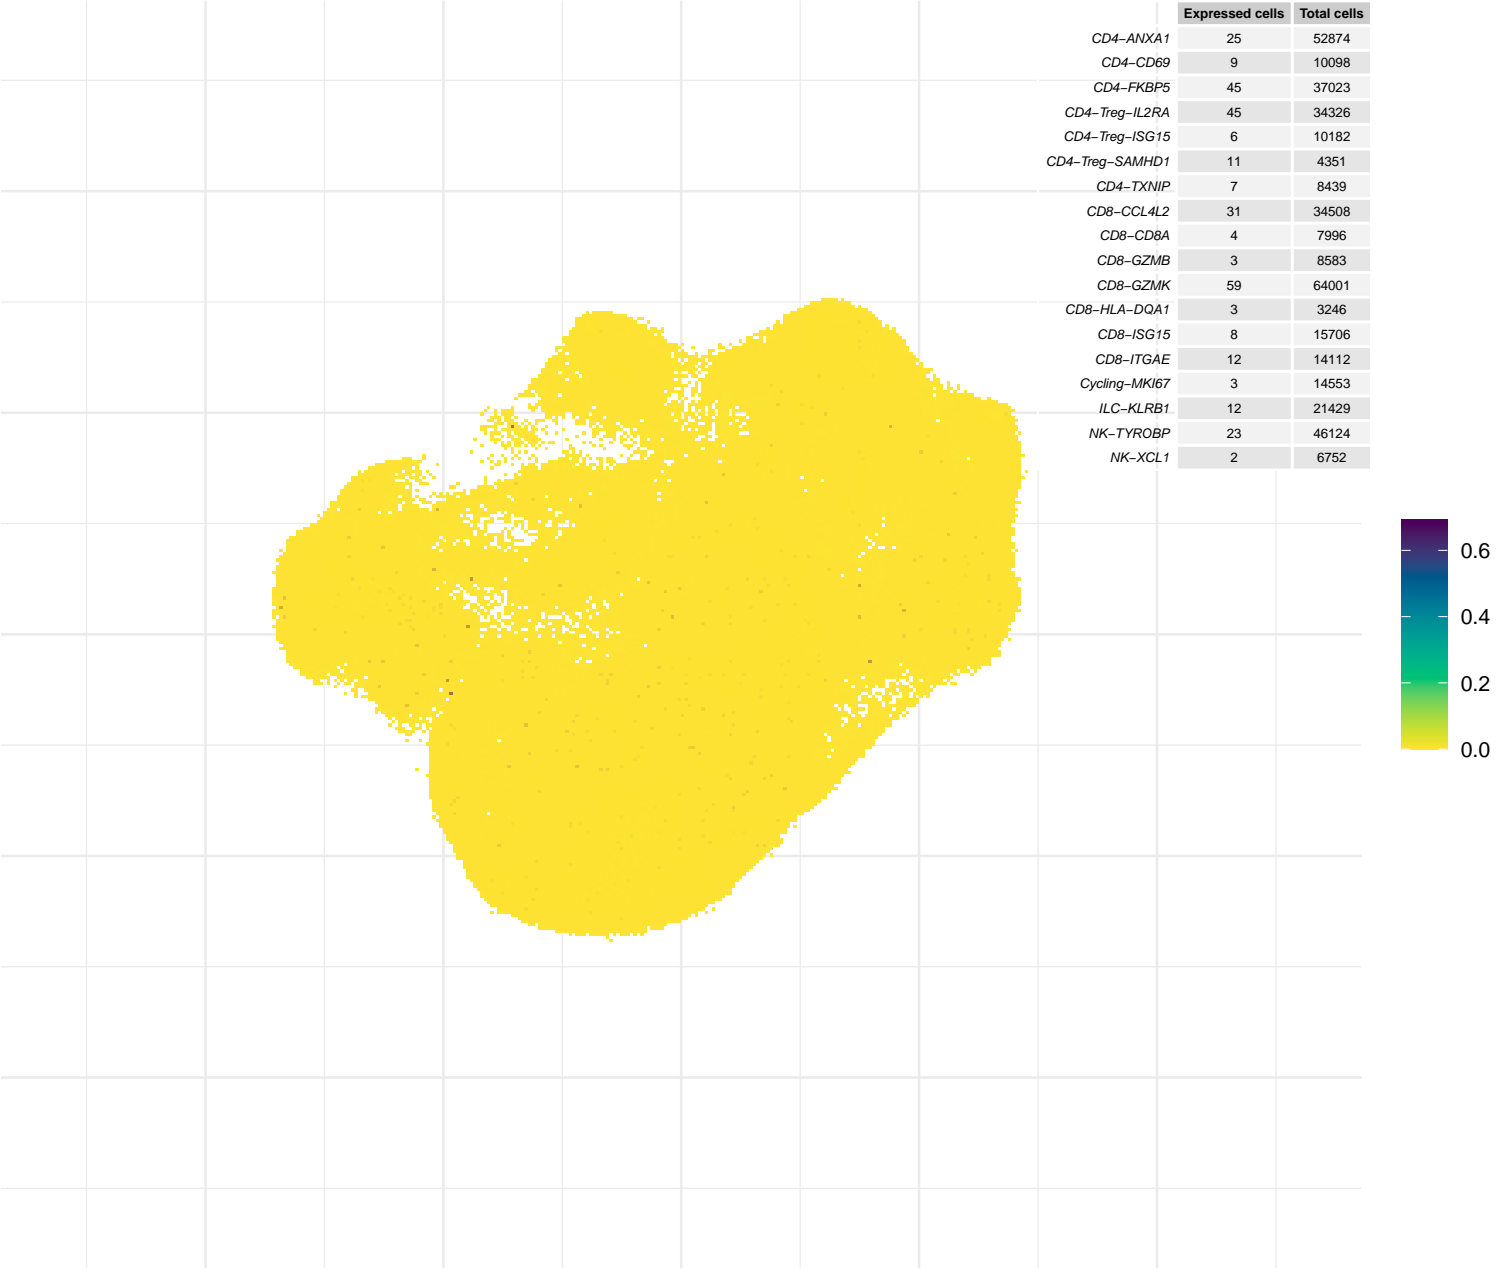 Expressed cells Total cells
CD4−ANXA1 25 52874
CD4−CD69 9 10098
CD4−FKBP5 45 37023
CD4−Treg−IL2RA 45 34326
CD4−Treg−ISG15 6 10182
CD4−Treg−SAMHD1 11 4351
CD4−TXNIP 7 8439
CD8−CCL4L2 31 34508
CD8−CD8A 4 7996
CD8−GZMB 3 8583
CD8−GZMK 59 64001
CD8−HLA−DQA1 3 3246
CD8−ISG15 8 15706
CD8−ITGAE 12 14112
Cycling−MKI67 3 14553
ILC−KLRB1 12 21429
NK−TYROBP 23 46124
NK−XCL1 2 6752
0.6
0.4
0.2
0.0